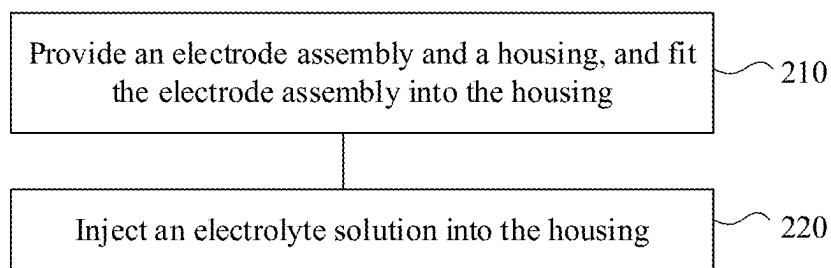 Provide an electrode assembly and a housing, and fit
the electrode assembly into the housing
210
Inject an electrolyte solution into the housing
220